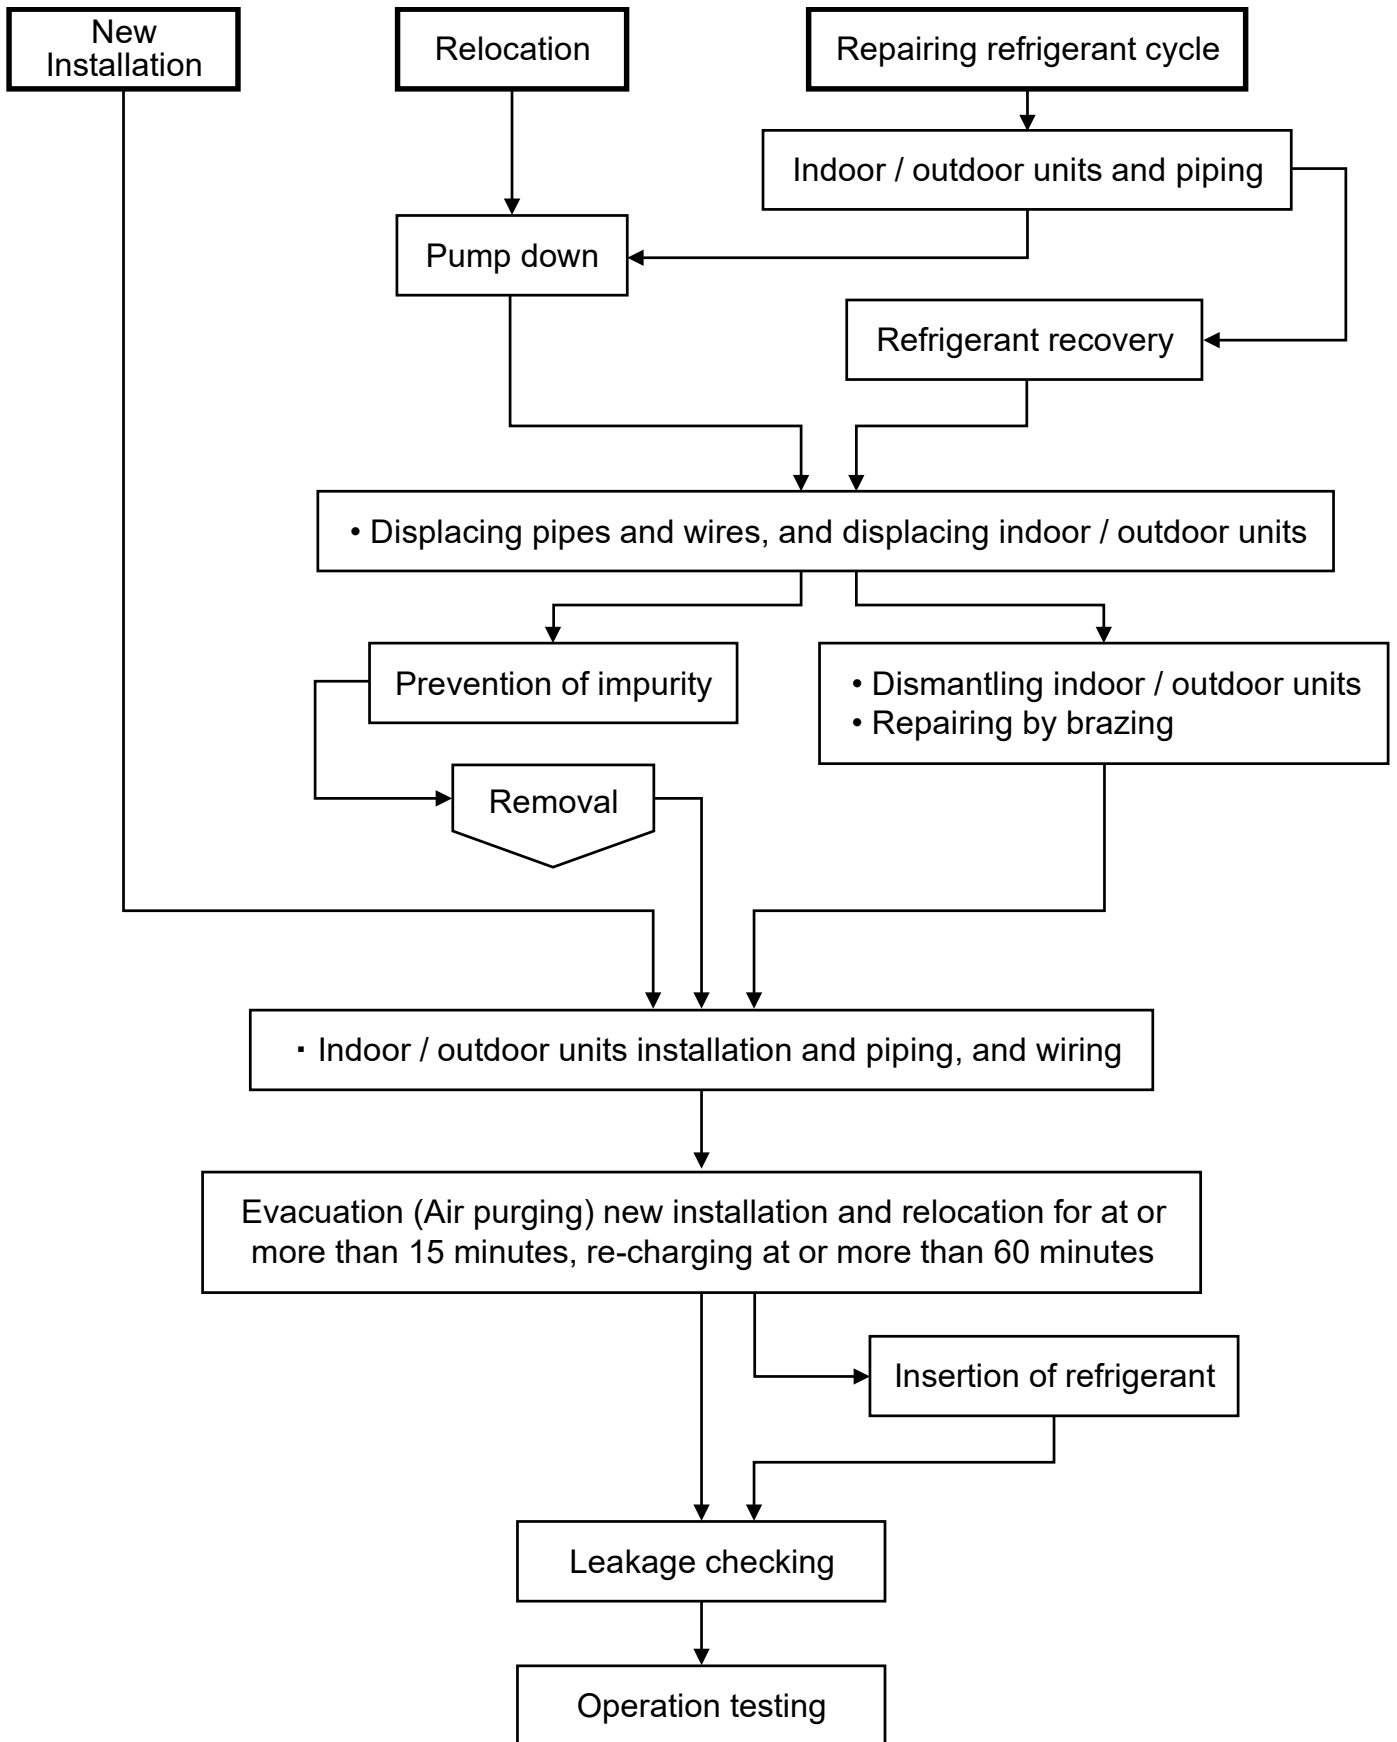 New
Installation
Relocation
Repairing refrigerant cycle
Indoor / outdoor units and piping
Pump down
Refrigerant recovery
• Displacing pipes and wires, and displacing indoor / outdoor units
Prevention of impurity
• Dismantling indoor / outdoor units
• Repairing by brazing
Removal
· Indoor / outdoor units installation and piping, and wiring
Evacuation (Air purging) new installation and relocation for at or
more than 15 minutes, re-charging at or more than 60 minutes
Insertion of refrigerant
Leakage checking
Operation testing